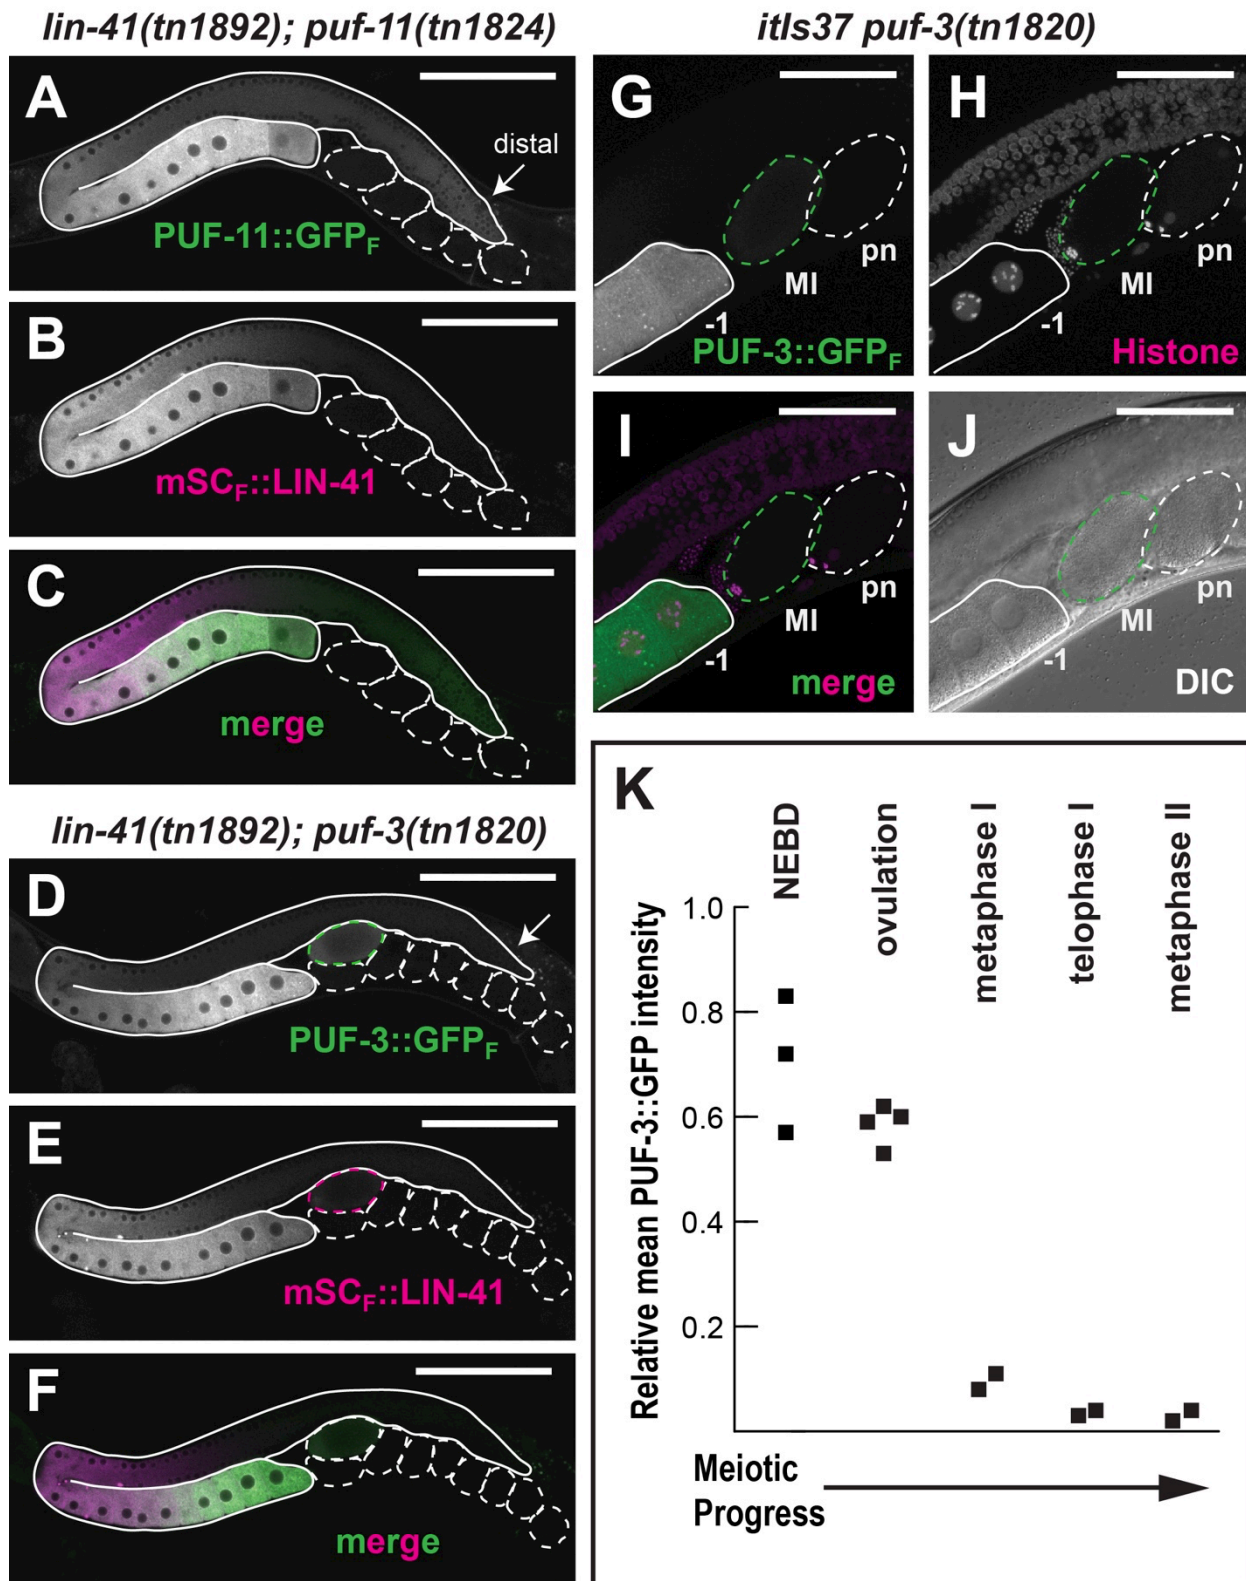 lin-41(tn1892); puf-11(tn1824)
A
distal
PUF-11::GFPF
B
mSCF::LIN-41
C
merge
lin-41(tn1892); puf-3(tn1820)
D
PUF-3::GFPF
E
mSCF::LIN-41
F
merge
itIs37 puf-3(tn1820)
G
pn
MI
-1
PUF-3::GFPF
H
pn
MI
-1
Histone
I
pn
MI
-1
merge
J
pn
MI
-1
DIC
K
NEBD
ovulation
metaphase I
telophase I
metaphase II
Relative mean PUF-3::GFP intensity
1.0
0.8
0.6
0.4
0.2
Meiotic
Progress